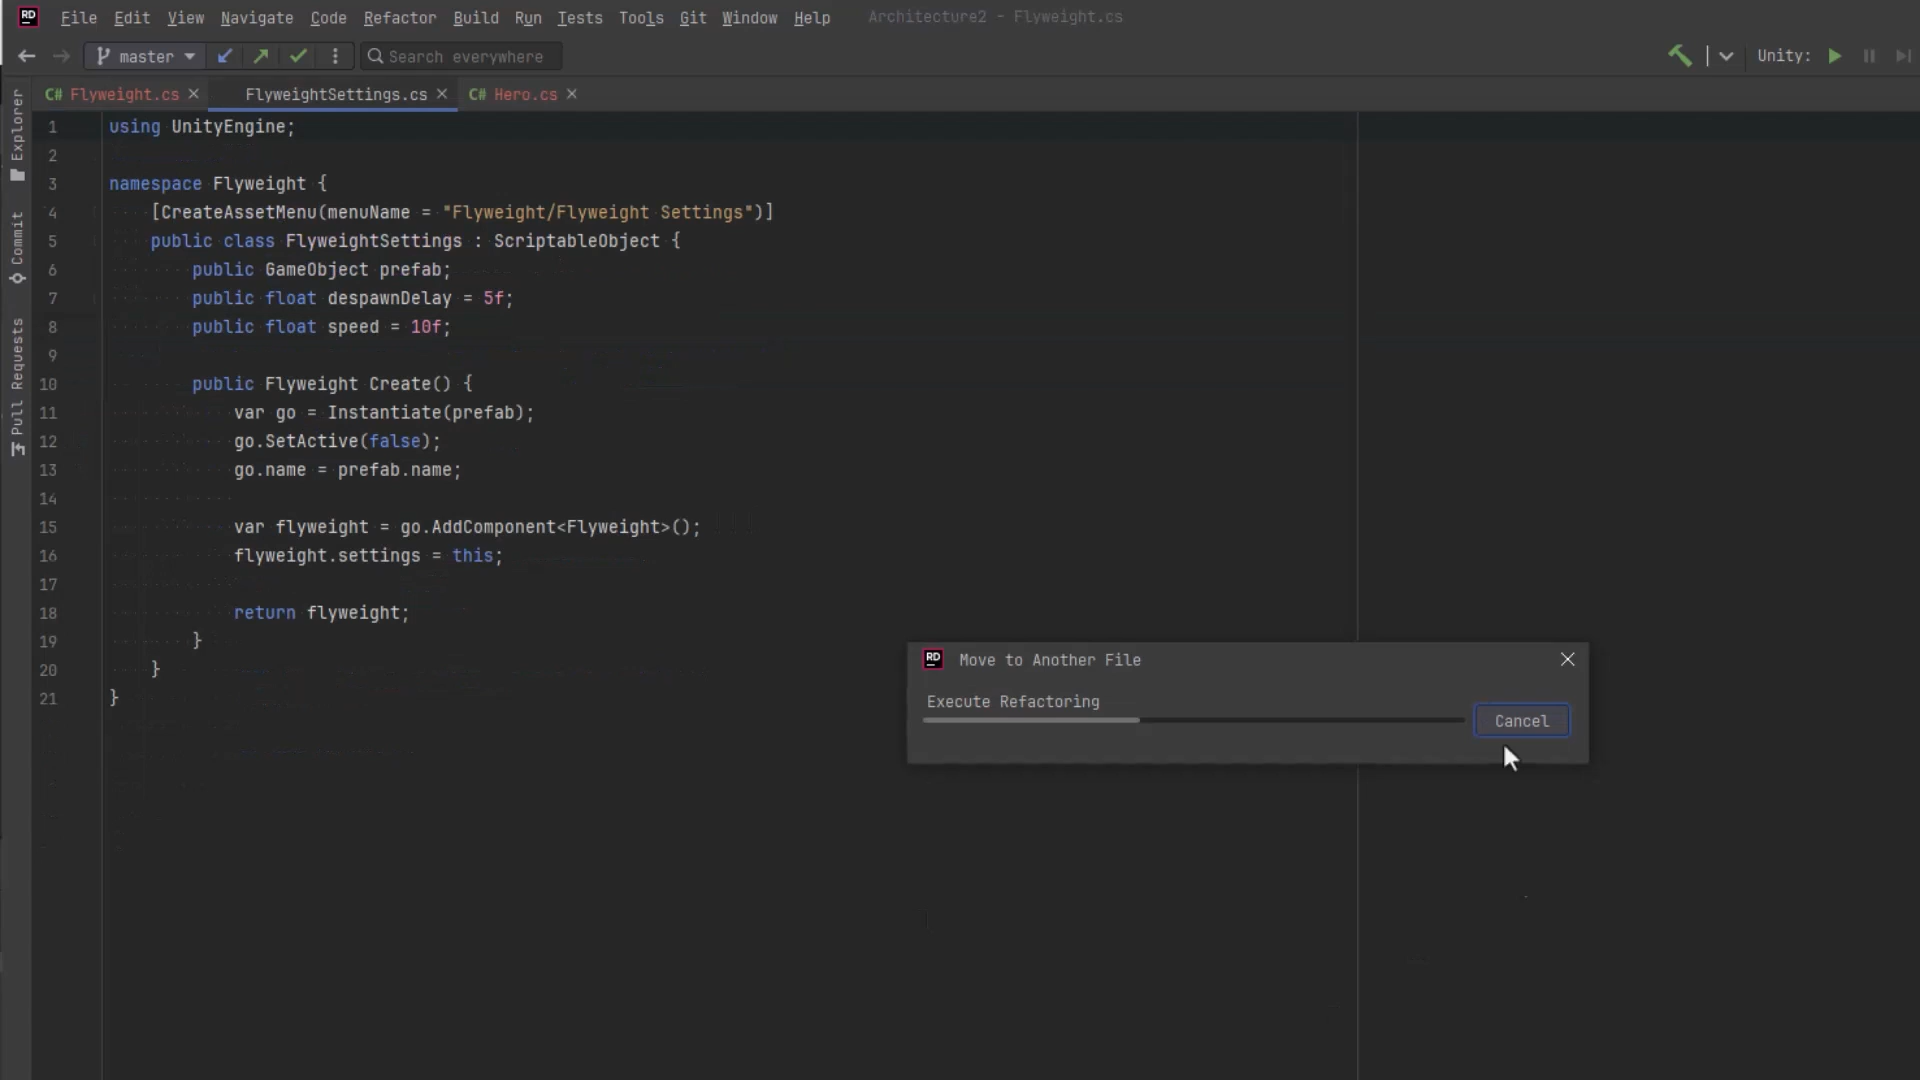 RD File Edit View Navigate Code Refactor Build Run Tests Tools Git Window Help Architecture2 - Flyweight.cs
master Search everywhere Unity:
C# Flyweight.cs FlyweightSettings.cs C# Hero.cs
Explorer
Commit
Pull Requests
1 using UnityEngine;
2
3 namespace Flyweight {
4 [CreateAssetMenu(menuName = "Flyweight/Flyweight Settings")]
5 public class FlyweightSettings : ScriptableObject {
6 public GameObject prefab;
7 public float despawnDelay = 5f;
8 public float speed = 10f;
9
10 public Flyweight Create() {
11 var go = Instantiate(prefab);
12 go.SetActive(false);
13 go.name = prefab.name;
14
15 var flyweight = go.AddComponent<Flyweight>();
16 flyweight.settings = this;
17
18 return flyweight;
19 }
20 }
21 }
RD Move to Another File
Execute Refactoring
Cancel